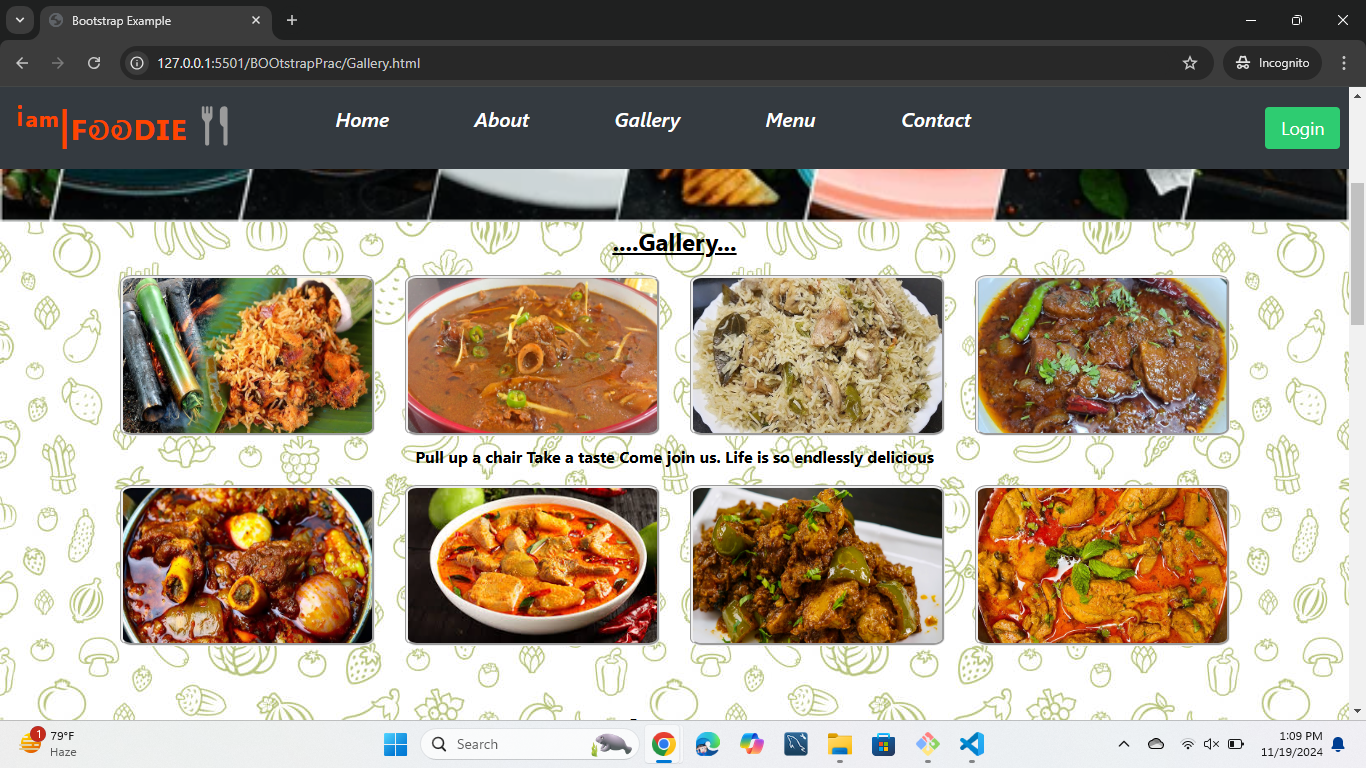 Bootstrap Example
127.0.0.1:5501/BOOtstrapPrac/Gallery.html
Incognito
i am FOODIE
Home About Gallery Menu Contact
Login
....Gallery...
Pull up a chair Take a taste Come join us. Life is so endlessly delicious
1
79°F
Haze
Search
1:09 PM
11/19/2024